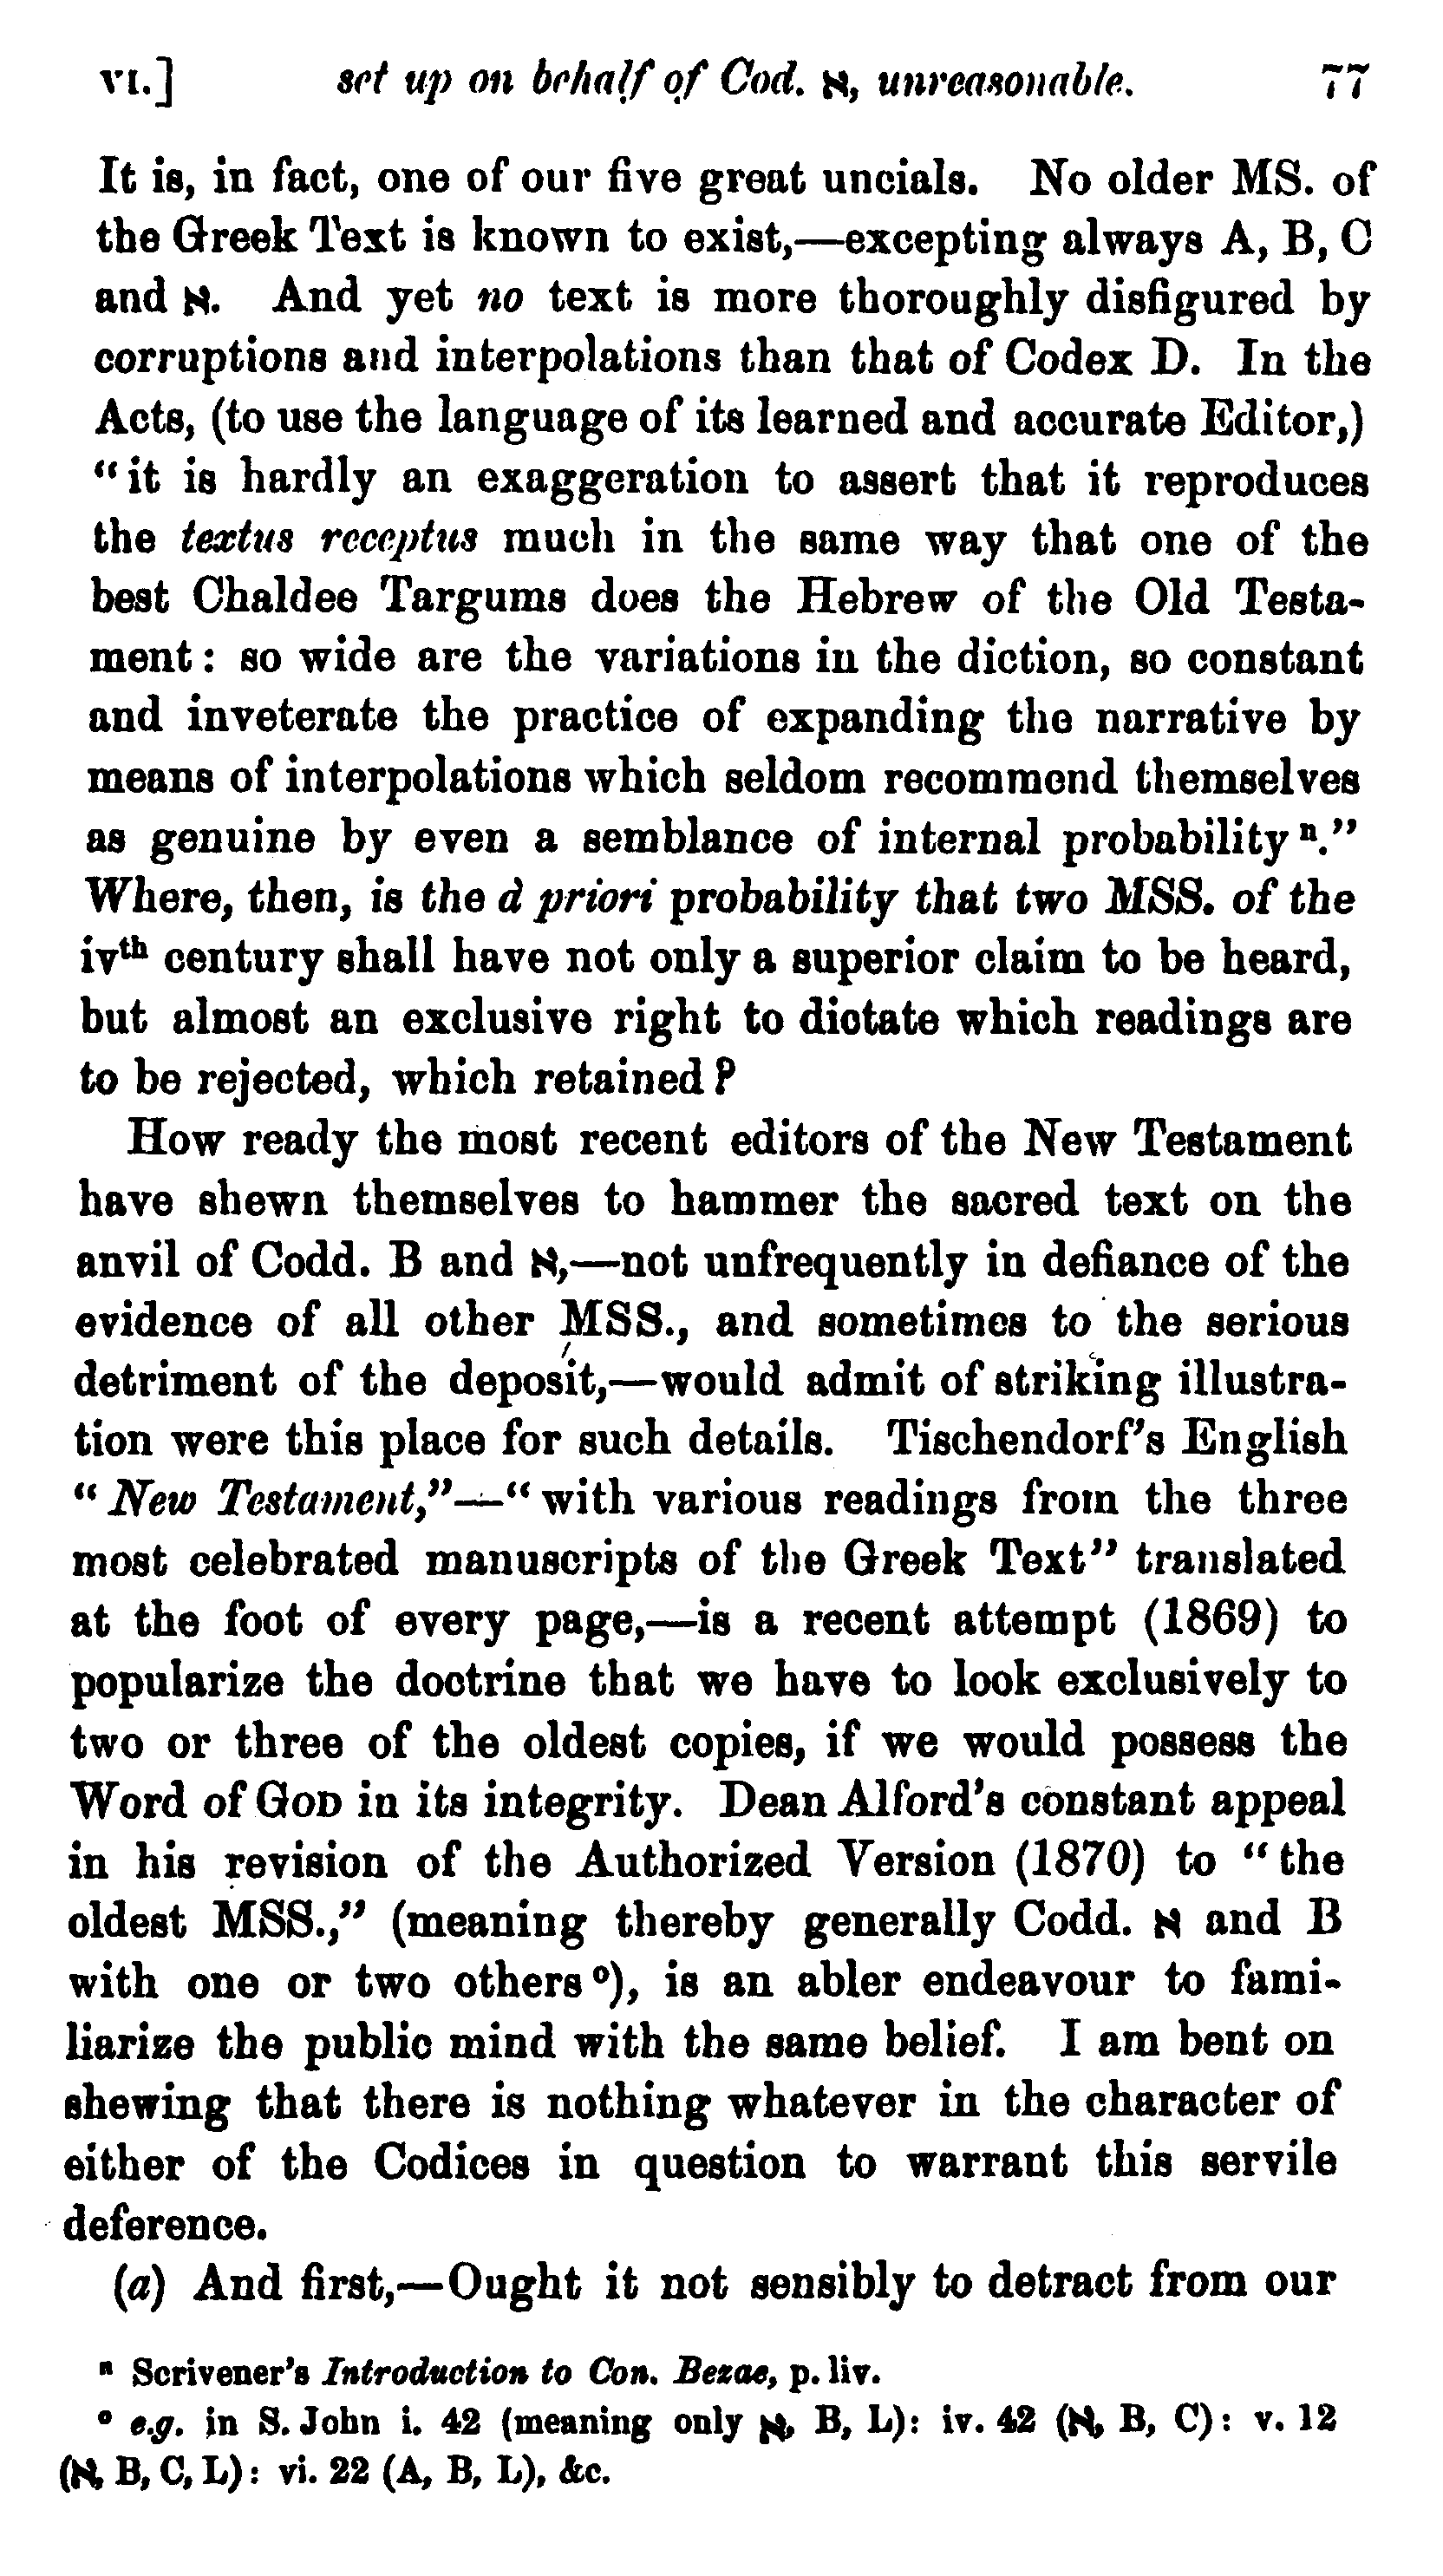 VI.] set up on behalf of Cod. א, unreasonable. 77
It is, in fact, one of our five great uncials. No older MS. of
the Greek Text is known to exist,—excepting always A, B, C
and א. And yet no text is more thoroughly disfigured by
corruptions and interpolations than that of Codex D. In the
Acts, (to use the language of its learned and accurate Editor,)
“it is hardly an exaggeration to assert that it reproduces
the textus receptus much in the same way that one of the
best Chaldee Targums does the Hebrew of the Old Testa-
ment: so wide are the variations in the diction, so constant
and inveterate the practice of expanding the narrative by
means of interpolations which seldom recommend themselves
as genuine by even a semblance of internal probability ⁿ.”
Where, then, is the à priori probability that two MSS. of the
ivᵗʰ century shall have not only a superior claim to be heard,
but almost an exclusive right to dictate which readings are
to be rejected, which retained?
How ready the most recent editors of the New Testament
have shewn themselves to hammer the sacred text on the
anvil of Codd. B and א,—not unfrequently in defiance of the
evidence of all other MSS., and sometimes to the serious
detriment of the deposit,—would admit of striking illustra-
tion were this place for such details. Tischendorf’s English
“New Testament,”—“with various readings from the three
most celebrated manuscripts of the Greek Text” translated
at the foot of every page,—is a recent attempt (1869) to
popularize the doctrine that we have to look exclusively to
two or three of the oldest copies, if we would possess the
Word of GOD in its integrity. Dean Alford’s constant appeal
in his revision of the Authorized Version (1870) to “the
oldest MSS.,” (meaning thereby generally Codd. א and B
with one or two others ᵒ), is an abler endeavour to fami-
liarize the public mind with the same belief. I am bent on
shewing that there is nothing whatever in the character of
either of the Codices in question to warrant this servile
deference.
(a) And first,—Ought it not sensibly to detract from our
ⁿ Scrivener’s Introduction to Con. Bezae, p. liv.
ᵒ e.g. in S. John i. 42 (meaning only א, B, L): iv. 42 (א, B, C): v. 12
(א, B, C, L): vi. 22 (A, B, L), &c.